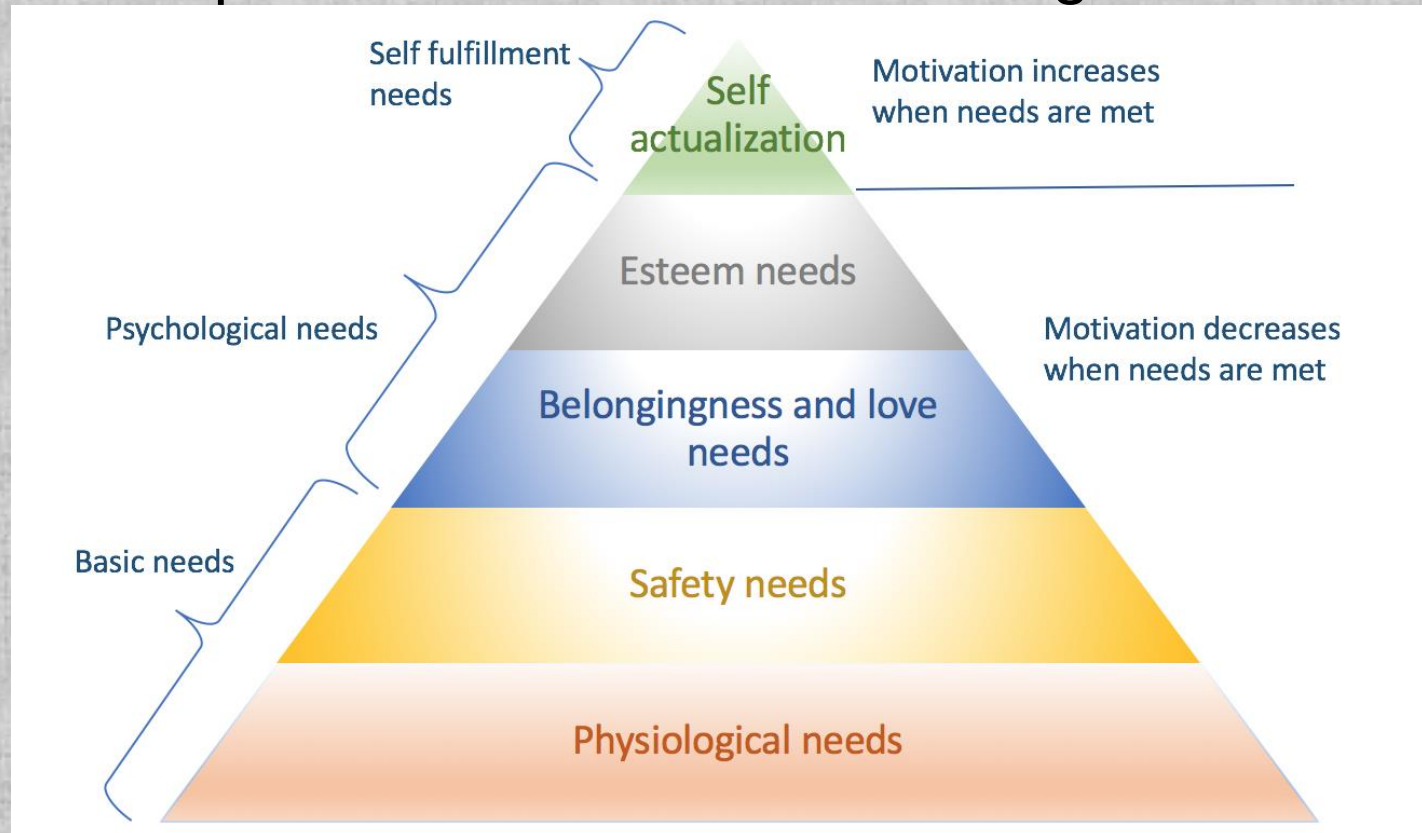 Self fulfillment
needs
Self
actualization
Motivation increases
when needs are met
Esteem needs
Psychological needs
Motivation decreases
when needs are met
Belongingness and love
needs
Basic needs
Safety needs
Physiological needs